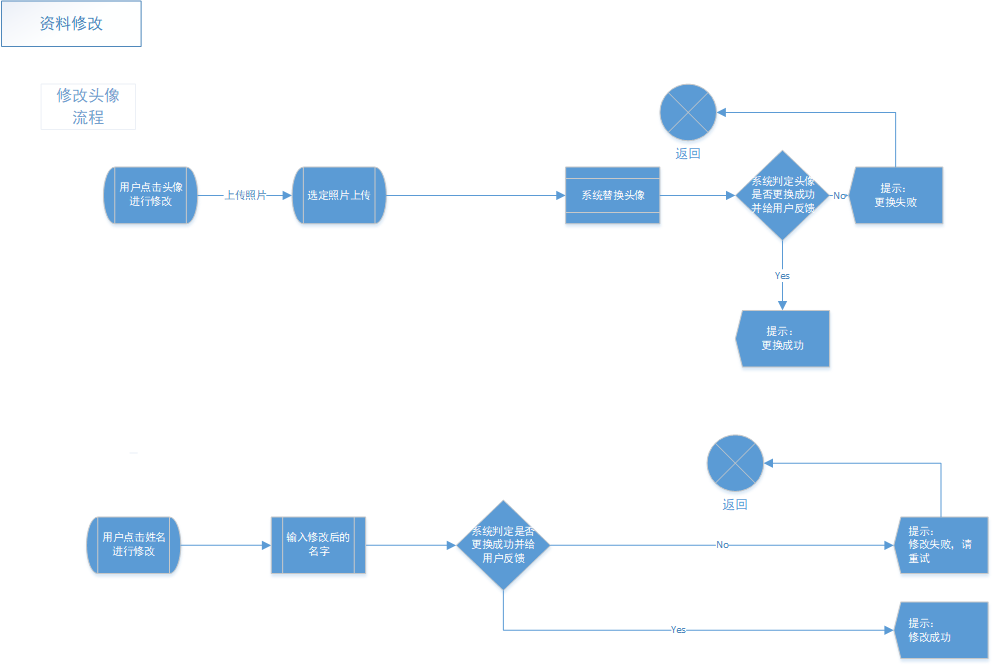 资料修改
修改头像
流程
返回
用户点击头像
进行修改
上传照片
选定照片上传
系统替换头像
系统判定头像
是否更换成功
并给用户反馈
No
提示：
更换失败
Yes
提示：
更换成功
返回
用户点击姓名
进行修改
输入修改后的
名字
系统判定是否
更换成功并给
用户反馈
No
提示：
修改失败，请
重试
Yes
提示：
修改成功